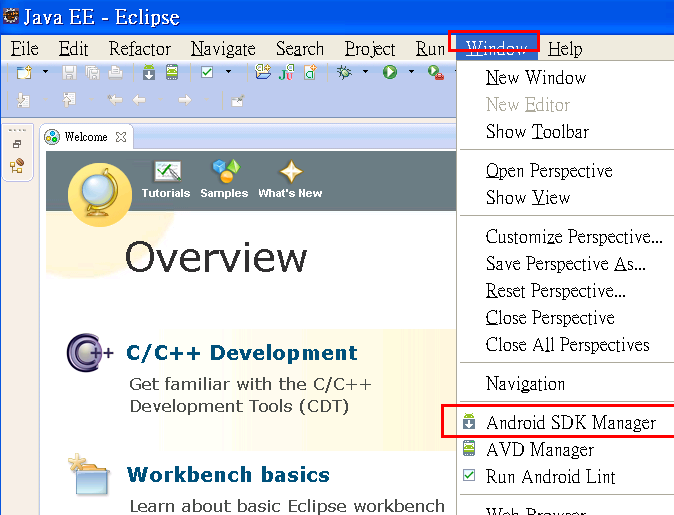 Java EE - Eclipse
File Edit Refactor Navigate Search Project Run Window Help
New Window
New Editor
Show Toolbar
Welcome
Open Perspective
Show View
Tutorials Samples What's New
Customize Perspective...
Save Perspective As...
Reset Perspective...
Close Perspective
Close All Perspectives
Overview
C/C++ Development
Get familiar with the C/C++
Development Tools (CDT)
Navigation
Android SDK Manager
AVD Manager
Run Android Lint
Web Browser
Workbench basics
Learn about basic Eclipse workbench